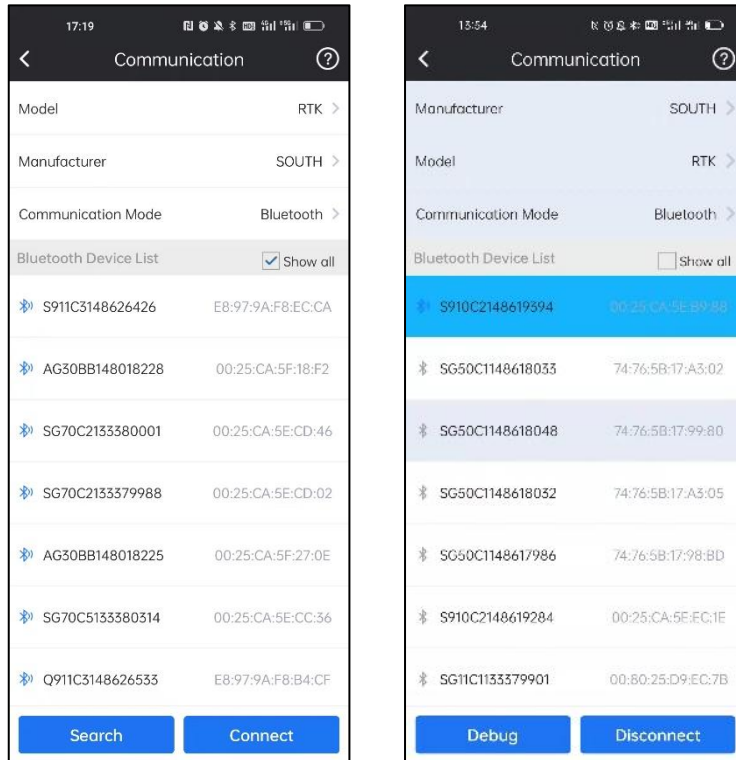 17:19
Communication
Model RTK
Manufacturer SOUTH
Communication Mode Bluetooth
Bluetooth Device List Show all
S911C3148626426 E8:97:9A:F8:EC:CA
AG30BB148018228 00:25:CA:5F:18:F2
SG70C2133380001 00:25:CA:5E:CD:46
SG70C2133379988 00:25:CA:5E:CD:02
AG30BB148018225 00:25:CA:5F:27:0E
SG70C5133380314 00:25:CA:5E:CC:36
Q911C3148626533 E8:97:9A:F8:B4:CF
Search Connect
13:54
Communication
Manufacturer SOUTH
Model RTK
Communication Mode Bluetooth
Bluetooth Device List Show all
S910C2148619394 00:25:CA:5E:B9:88
SG50C1148618033 74:76:5B:17:A3:02
SG50C1148618048 74:76:5B:17:99:80
SG50C1148618032 74:76:5B:17:A3:05
SG50C1148617986 74:76:5B:17:98:BD
S910C2148619284 00:25:CA:5E:EC:1E
SG11C1133379901 00:80:25:D9:EC:7B
Debug Disconnect